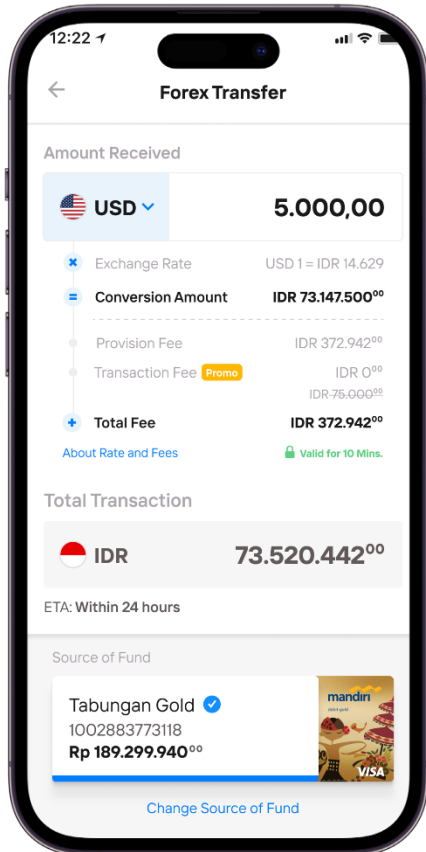 12:22
Forex Transfer
Amount Received
USD 5.000,00
Exchange Rate USD 1 = IDR 14.629
Conversion Amount IDR 73.147.500⁰⁰
Provision Fee IDR 372.942⁰⁰
Transaction Fee Promo IDR 0⁰⁰
IDR 75.000⁰⁰
Total Fee IDR 372.942⁰⁰
About Rate and Fees Valid for 10 Mins.
Total Transaction
IDR 73.520.442⁰⁰
ETA: Within 24 hours
Source of Fund
Tabungan Gold
1002883773118
Rp 189.299.940⁰⁰
mandiri
debit gold
VISA
Change Source of Fund